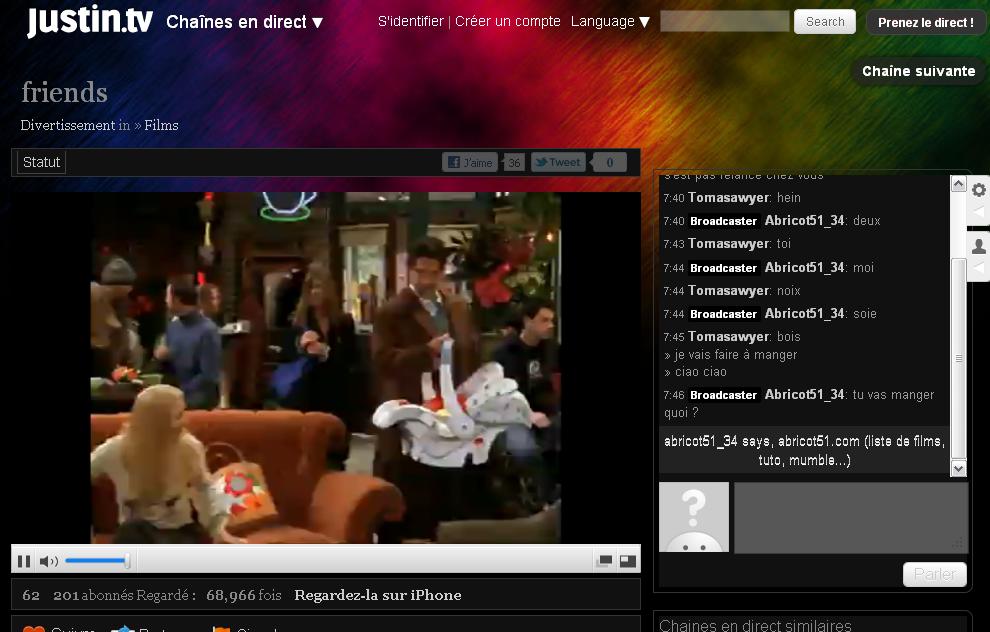 Justin.tv Chaînes en direct ▼ S'identifier | Créer un compte Language ▼ Search Prenez le direct !
Chaîne suivante
friends
Divertissement in » Films
Statut J'aime 36 Tweet 0
s'est pas relancé chez vous
7:40 Tomasawyer: hein
7:40 Broadcaster Abricot51_34: deux
7:43 Tomasawyer: toi
7:44 Broadcaster Abricot51_34: moi
7:44 Tomasawyer: noix
7:44 Broadcaster Abricot51_34: soie
7:45 Tomasawyer: bois
» je vais faire à manger
» ciao ciao
7:46 Broadcaster Abricot51_34: tu vas manger
quoi ?
abricot51_34 says, abricot51.com (liste de films,
tuto, mumble...)
Parler
62 201 abonnés Regardé : 68,966 fois Regardez-la sur iPhone
Chaines en direct similaires